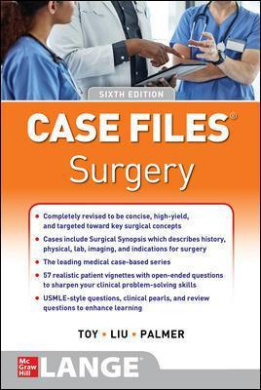 SIXTH EDITION
CASE FILES®
Surgery
• Completely revised to be concise, high-yield,
and targeted toward key surgical concepts
• Cases include Surgical Synopsis which describes history,
physical, lab, imaging, and indications for surgery
• The leading medical case-based series
• 57 realistic patient vignettes with open-ended questions
to sharpen your clinical problem-solving skills
• USMLE-style questions, clinical pearls, and review
questions to enhance learning
TOY • LIU • PALMER
Mc
Graw
Hill
LANGE®